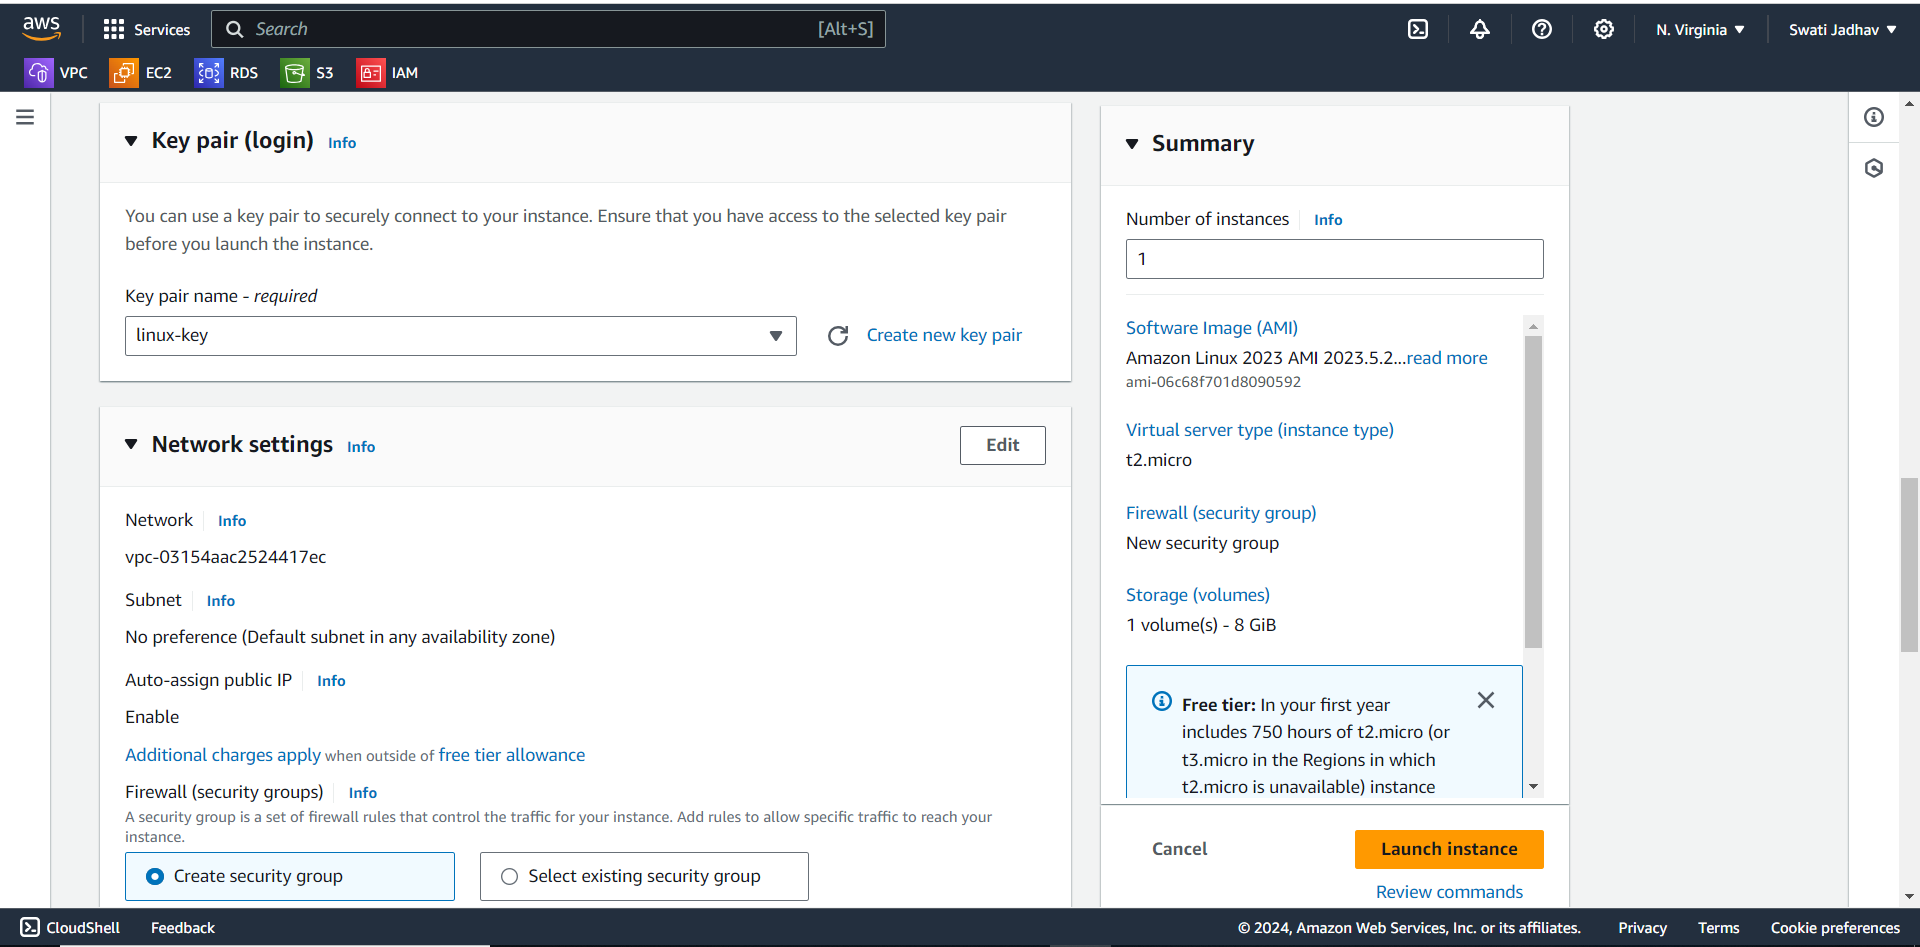 aws
Services
Search [Alt+S]
N. Virginia
Swati Jadhav
VPC
EC2
RDS
S3
IAM
Key pair (login) Info
You can use a key pair to securely connect to your instance. Ensure that you have access to the selected key pair
before you launch the instance.
Key pair name - required
linux-key
Create new key pair
Network settings Info
Edit
Network Info
vpc-03154aac2524417ec
Subnet Info
No preference (Default subnet in any availability zone)
Auto-assign public IP Info
Enable
Additional charges apply when outside of free tier allowance
Firewall (security groups) Info
A security group is a set of firewall rules that control the traffic for your instance. Add rules to allow specific traffic to reach your
instance.
Create security group
Select existing security group
Summary
Number of instances Info
1
Software Image (AMI)
Amazon Linux 2023 AMI 2023.5.2...read more
ami-06c68f701d8090592
Virtual server type (instance type)
t2.micro
Firewall (security group)
New security group
Storage (volumes)
1 volume(s) - 8 GiB
Free tier: In your first year
includes 750 hours of t2.micro (or
t3.micro in the Regions in which
t2.micro is unavailable) instance
Cancel
Launch instance
Review commands
CloudShell
Feedback
© 2024, Amazon Web Services, Inc. or its affiliates.
Privacy
Terms
Cookie preferences